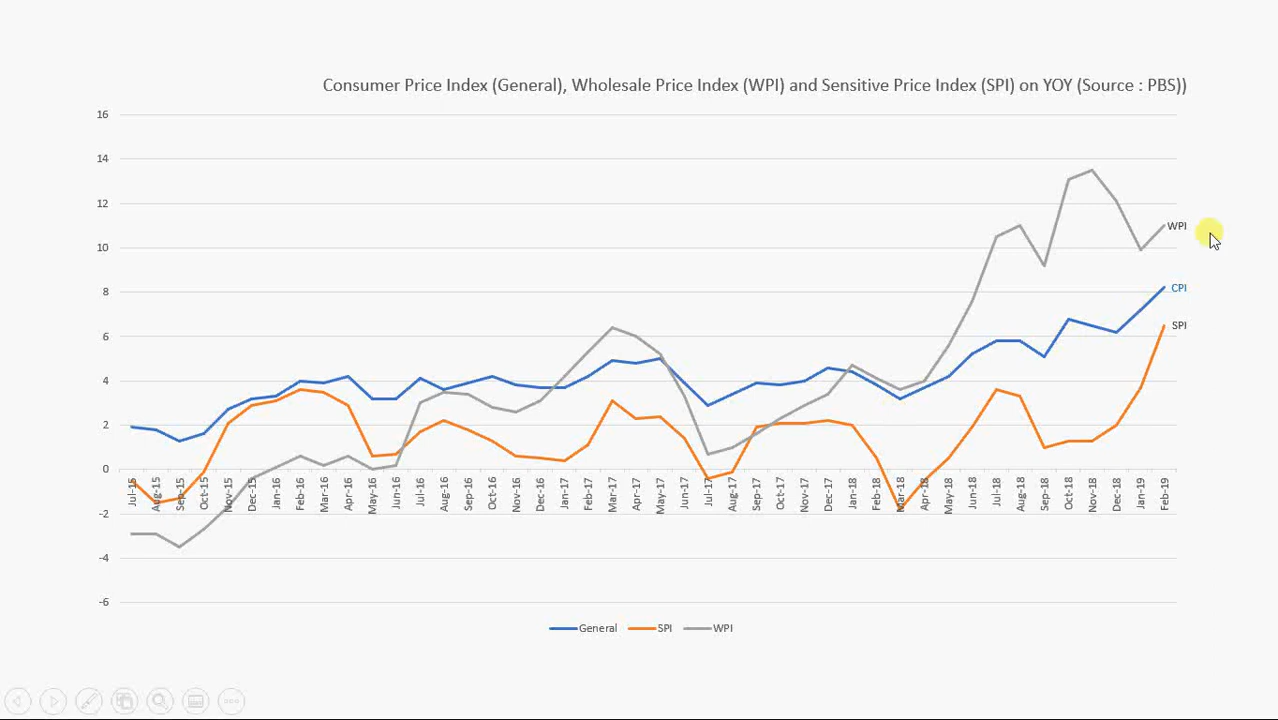 Consumer Price Index (General), Wholesale Price Index (WPI) and Sensitive Price Index (SPI) on YOY (Source : PBS))
16
14
12
10
8
6
4
2
0
-2
-4
-6
WPI
CPI
SPI
Jul-15
Aug-15
Sep-15
Oct-15
Nov-15
Dec-15
Jan-16
Feb-16
Mar-16
Apr-16
May-16
Jun-16
Jul-16
Aug-16
Sep-16
Oct-16
Nov-16
Dec-16
Jan-17
Feb-17
Mar-17
Apr-17
May-17
Jun-17
Jul-17
Aug-17
Sep-17
Oct-17
Nov-17
Dec-17
Jan-18
Feb-18
Mar-18
Apr-18
May-18
Jun-18
Jul-18
Aug-18
Sep-18
Oct-18
Nov-18
Dec-18
Jan-19
Feb-19
General SPI WPI